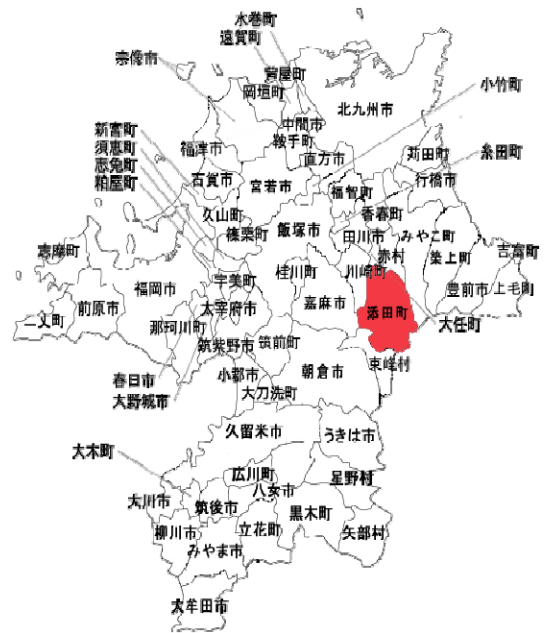 水巻町
遠賀町
宗像市
芦屋町
岡垣町
小竹町
北九州市
中間市
新宮町
鞍手町
須恵町
糸田町
福津市
直方市
苅田町
志免町
古賀市
宮若市
行橋市
粕屋町
福智町
久山町
香春町
飯塚市
篠栗町
田川市
みやこ町
志摩町
赤村
吉富町
築上町
桂川町
川崎町
宇美町
福岡市
豊前市
上毛町
前原市
太宰府市
嘉麻市
添田町
二丈町
那珂川町
大任町
筑紫野市
筑前町
東峰村
春日市
小郡市
朝倉市
大野城市
大刀洗町
久留米市
うきは市
大木町
広川町
星野村
八女市
大川市
筑後市
黒木町
柳川市
立花町
矢部村
みやま市
大牟田市